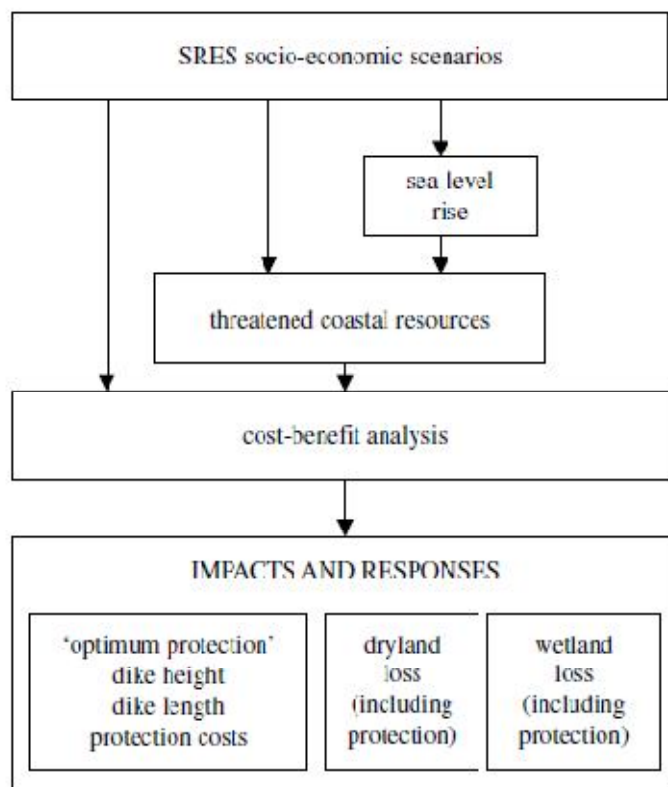 SRES socio-economic scenarios
sea level
rise
threatened coastal resources
cost-benefit analysis
IMPACTS AND RESPONSES
‘optimum protection’
dike height
dike length
protection costs
dryland
loss
(including
protection)
wetland
loss
(including
protection)